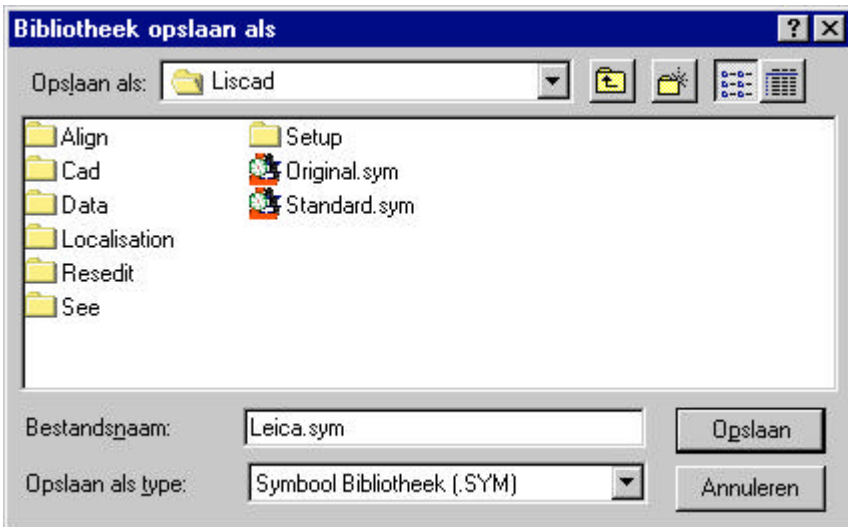 Bibliotheek opslaan als
Opslaan als: Liscad
Align
Cad
Data
Localisation
Resedit
See
Setup
Original.sym
Standard.sym
Bestandsnaam: Leica.sym Opslaan
Opslaan als type: Symbool Bibliotheek (.SYM) Annuleren